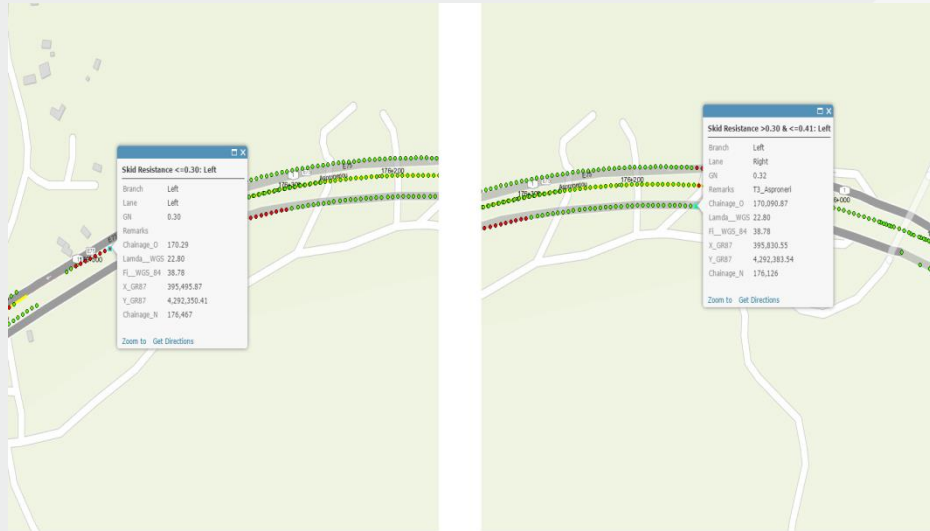 Skid Resistance <=0.30: Left
Branch Left
Lane Left
GN 0.30
Remarks
Chainage_O 170.29
Lamda__WGS 22.80
Fi__WGS_84 38.78
X_GR87 395,495.87
Y_GR87 4,292,350.41
Chainage_N 176,467
Zoom to Get Directions
176+200
Skid Resistance >0.30 & <=0.41: Left
Branch Left
Lane Right
GN 0.32
Remarks T3_Asproneri
Chainage_O 170,090.87
Lamda__WGS 22.80
Fi__WGS_84 38.78
X_GR87 395,830.55
Y_GR87 4,292,383.54
Chainage_N 176,126
Zoom to Get Directions
176+200